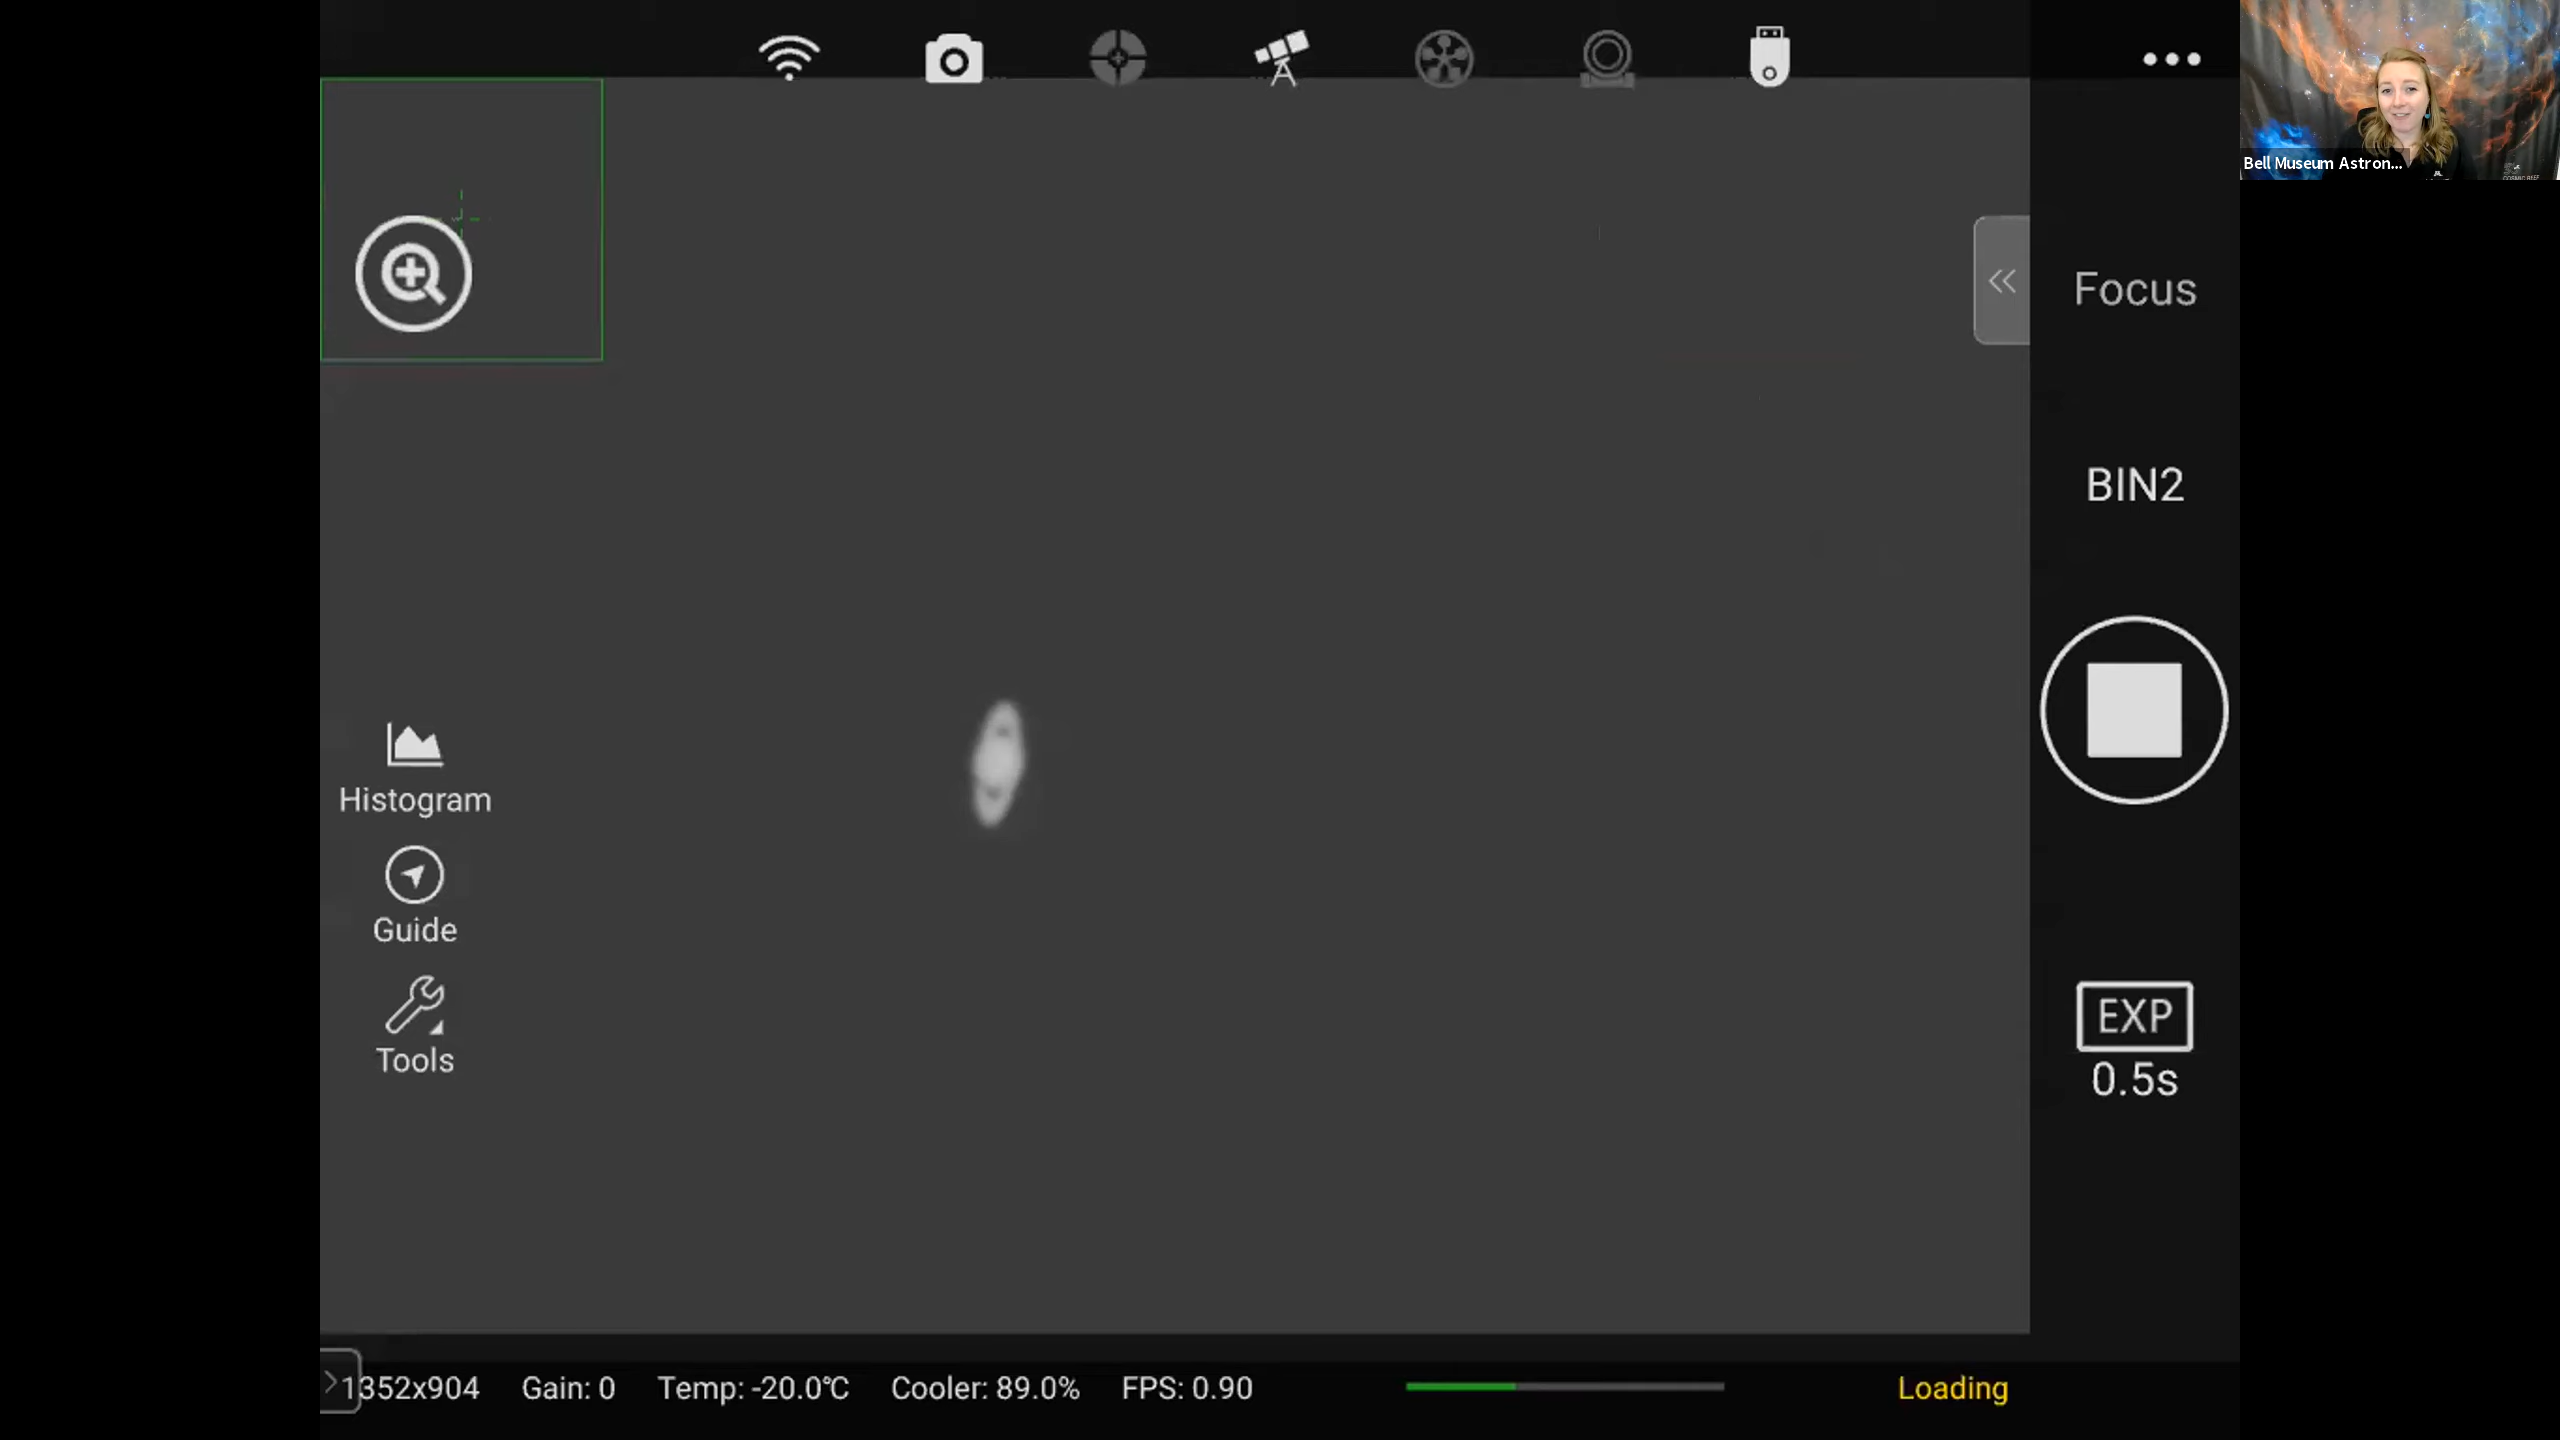 Bell Museum Astron...
Focus
BIN2
Histogram
Guide
Tools
EXP
0.5s
1352x904 Gain: 0 Temp: -20.0℃ Cooler: 89.0% FPS: 0.90 Loading